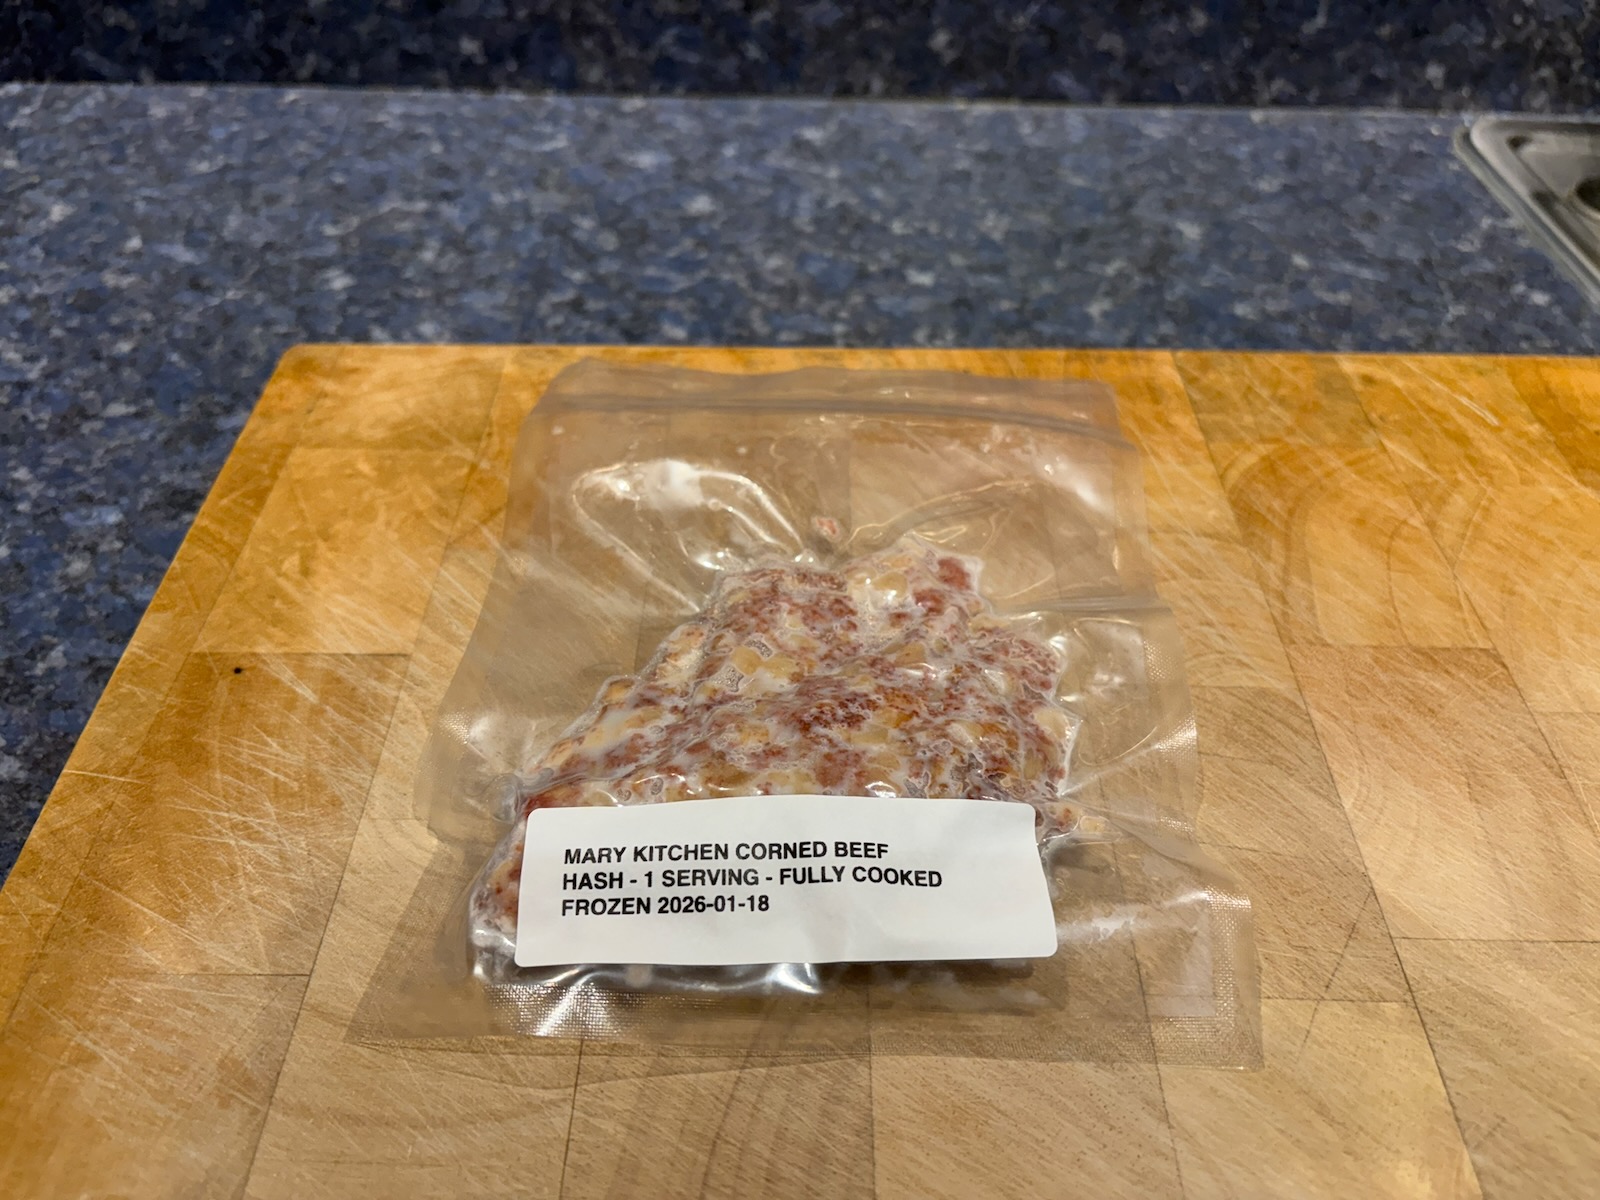 MARY KITCHEN CORNED BEEF
HASH - 1 SERVING - FULLY COOKED
FROZEN 2026-01-18